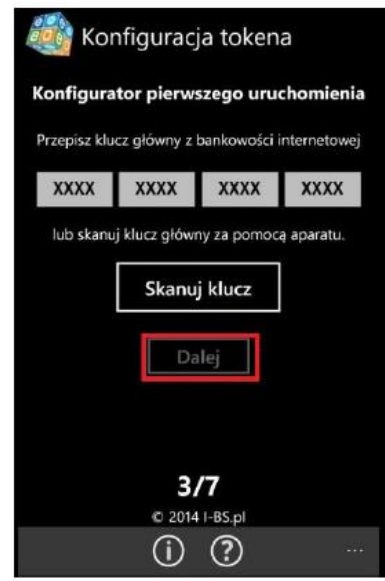 Konfiguracja tokena
Konfigurator pierwszego uruchomienia
Przepisz klucz główny z bankowości internetowej
XXXX XXXX XXXX XXXX
lub skanuj klucz główny za pomocą aparatu.
Skanuj klucz
Dalej
3/7
© 2014 I-BS.pl
i ? ...